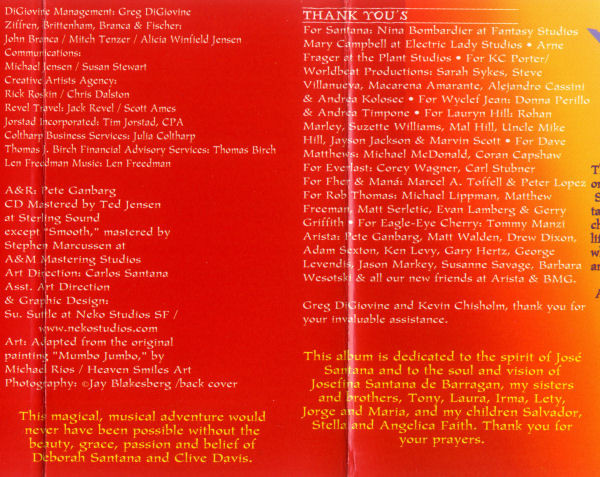 DiGiovine Management: Greg DiGiovine
Ziffren, Brittenham, Branca & Fischer:
John Branca / Mitch Tenzer / Alicia Winfield Jensen
Communications:
Michael Jensen / Susan Stewart
Creative Artists Agency:
Rick Roskin / Chris Dalston
Revel Travel: Jack Revel / Scott Ames
Jorstad Incorporated: Tim Jorstad, CPA
Coltharp Business Services: Julia Coltharp
Thomas J. Birch Financial Advisory Services: Thomas Birch
Len Freedman Music: Len Freedman
A&R: Pete Ganbarg
CD Mastered by Ted Jensen
at Sterling Sound
except "Smooth," mastered by
Stephen Marcussen at
A&M Mastering Studios
Art Direction: Carlos Santana
Asst. Art Direction
& Graphic Design:
Su. Suttle at Neko Studios SF /
www.nekostudios.com
Art: Adapted from the original
painting "Mumbo Jumbo," by
Michael Rios / Heaven Smiles Art
Photography: ©Jay Blakesberg /back cover
This magical, musical adventure would
never have been possible without the
beauty, grace, passion and belief of
Deborah Santana and Clive Davis.
THANK YOU'S
For Santana: Nina Bombardier at Fantasy Studios
Mary Campbell at Electric Lady Studios • Arne
Frager at the Plant Studios • For KC Porter/
Worldbeat Productions: Sarah Sykes, Steve
Villanueva, Macarena Amarante, Alejandro Cassini
& Andrea Kolosec • For Wyclef Jean: Donna Perillo
& Andrea Timpone • For Lauryn Hill: Rohan
Marley, Suzette Williams, Mal Hill, Uncle Mike
Hill, Jayson Jackson & Marvin Scott • For Dave
Matthews: Michael McDonald, Coran Capshaw
For Everlast: Corey Wagner, Carl Stubner
For Fher & Maná: Marcel A. Toffell & Peter Lopez
For Rob Thomas: Michael Lippman, Matthew
Freeman, Matt Serletic, Evan Lamberg & Gerry
Griffith • For Eagle-Eye Cherry: Tommy Manzi
Arista: Pete Ganbarg, Matt Walden, Drew Dixon,
Adam Sexton, Ken Levy, Gary Hertz, George
Levendis, Jason Markey, Susanne Savage, Barbara
Wesotski & all our new friends at Arista & BMG.
Greg DiGiovine and Kevin Chisholm, thank you for
your invaluable assistance.
This album is dedicated to the spirit of José
Santana and to the soul and vision of
Josefina Santana de Barragan, my sisters
and brothers, Tony, Laura, Irma, Lety,
Jorge and Maria, and my children Salvador,
Stella and Angelica Faith. Thank you for
your prayers.